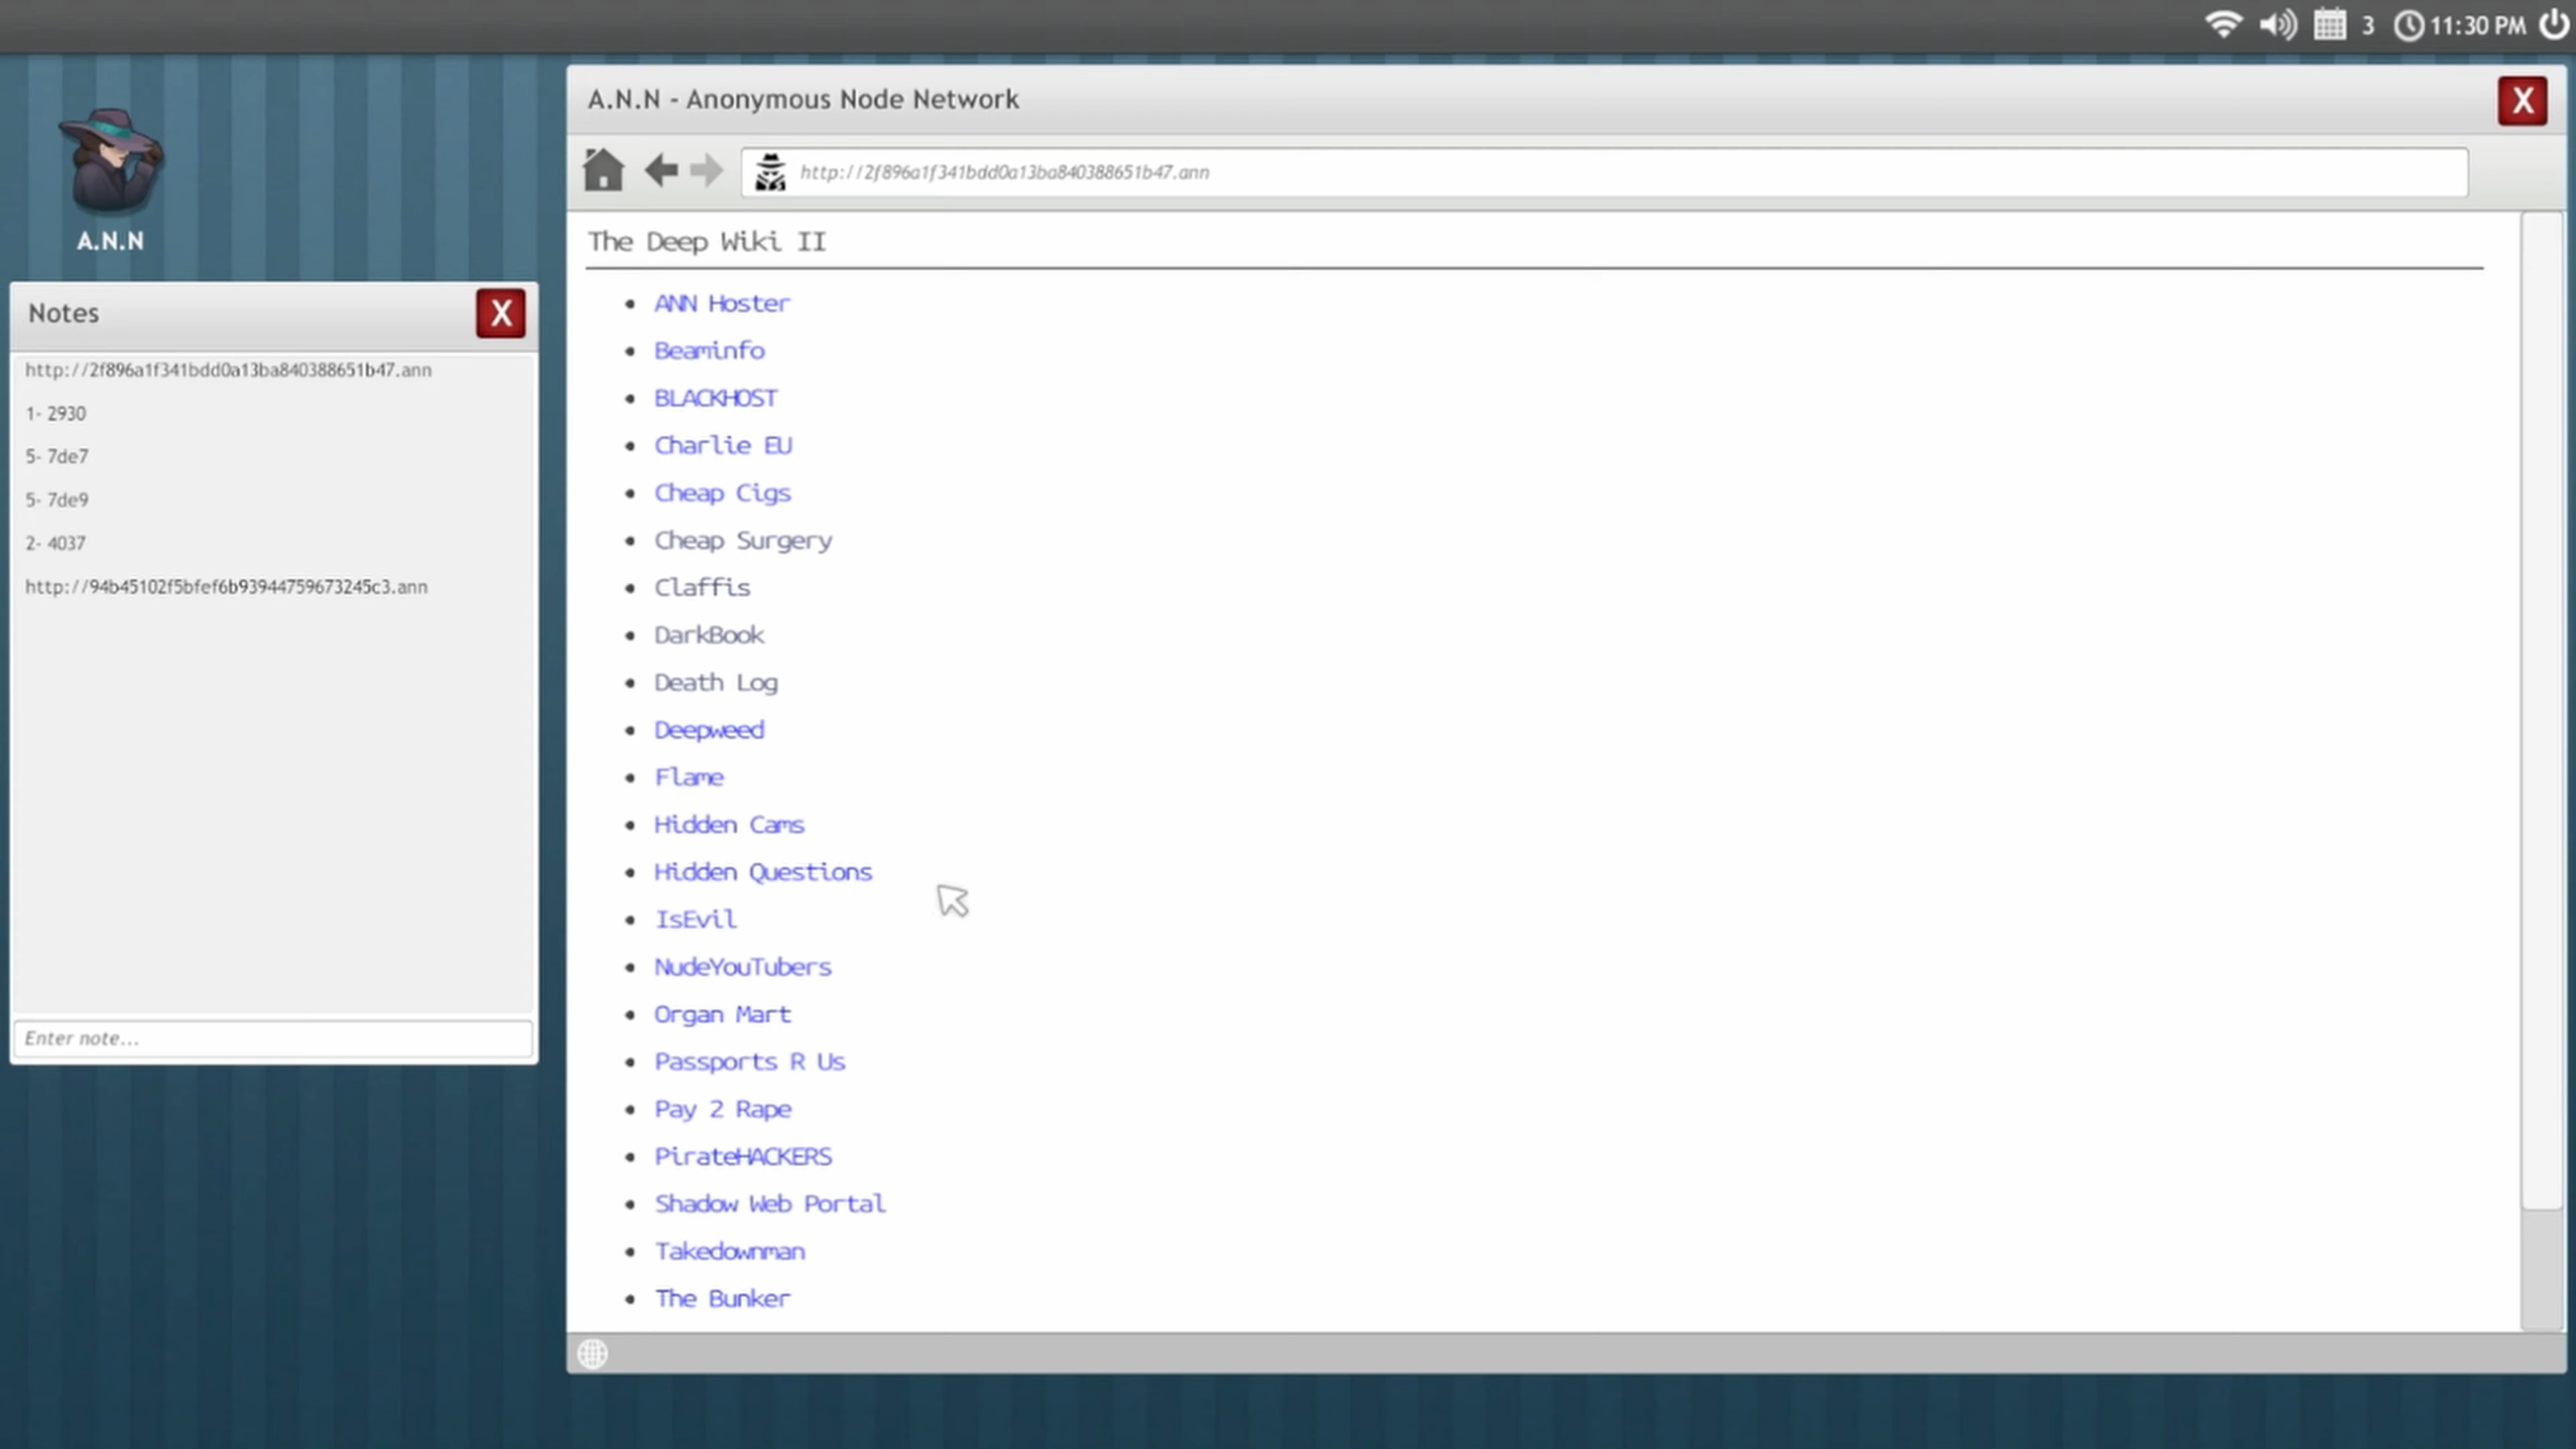 3 11:30 PM
A.N.N
Notes
X
http://2f896a1f341bdd0a13ba840388651b47.ann
1- 2930
5- 7de7
5- 7de9
2- 4037
http://94b45102f5bfef6b93944759673245c3.ann
Enter note...
A.N.N - Anonymous Node Network
X
http://2f896a1f341bdd0a13ba840388651b47.ann
The Deep Wiki II
ANN Hoster
Beaminfo
BLACKHOST
Charlie EU
Cheap Cigs
Cheap Surgery
Claffis
DarkBook
Death Log
Deepweed
Flame
Hidden Cams
Hidden Questions
IsEvil
NudeYouTubers
Organ Mart
Passports R Us
Pay 2 Rape
PirateHACKERS
Shadow Web Portal
Takedownman
The Bunker